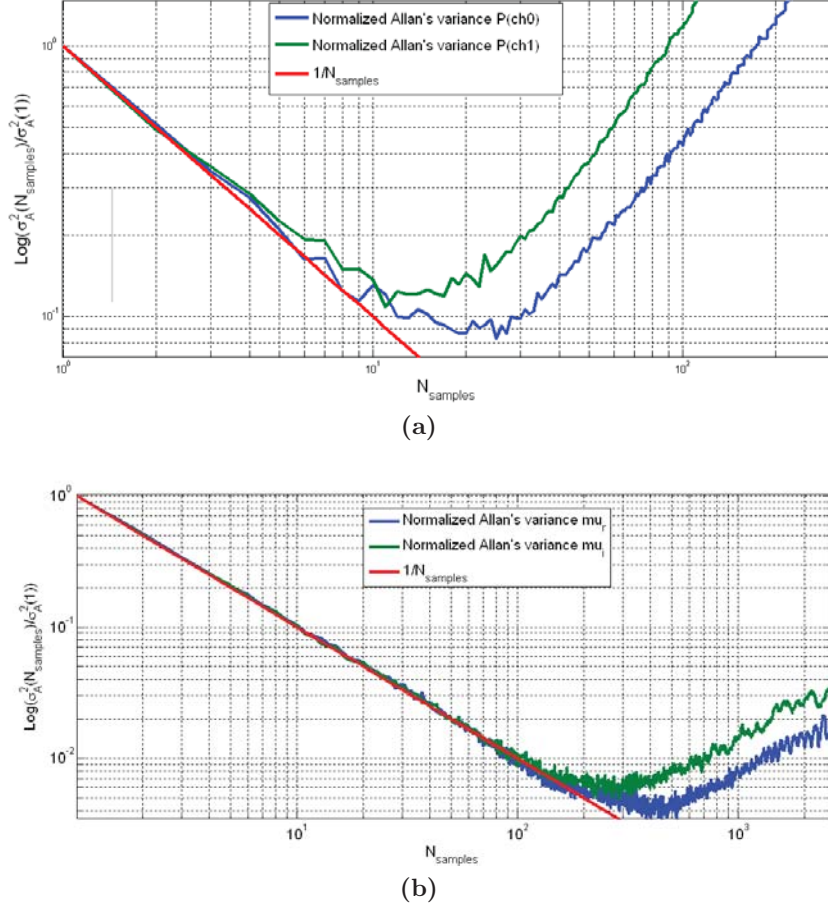 Normalized Allan's variance P(ch0)
Normalized Allan's variance P(ch1)
1/N_samples
Log(σ²_A(N_samples)/σ²_A(1))
10⁰
10⁻¹
10⁰
10¹
10²
N_samples
(a)
Normalized Allan's variance mu_r
Normalized Allan's variance mu_i
1/N_samples
Log(σ²_A(N_samples)/σ²_A(1))
10⁰
10⁻¹
10⁻²
10¹
10²
10³
N_samples
(b)